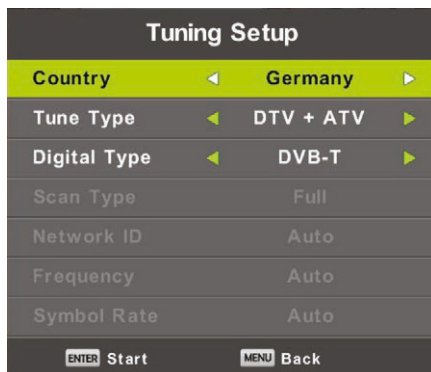 Tuning Setup
Country Germany
Tune Type DTV + ATV
Digital Type DVB-T
Scan Type Full
Network ID Auto
Frequency Auto
Symbol Rate Auto
ENTER Start MENU Back